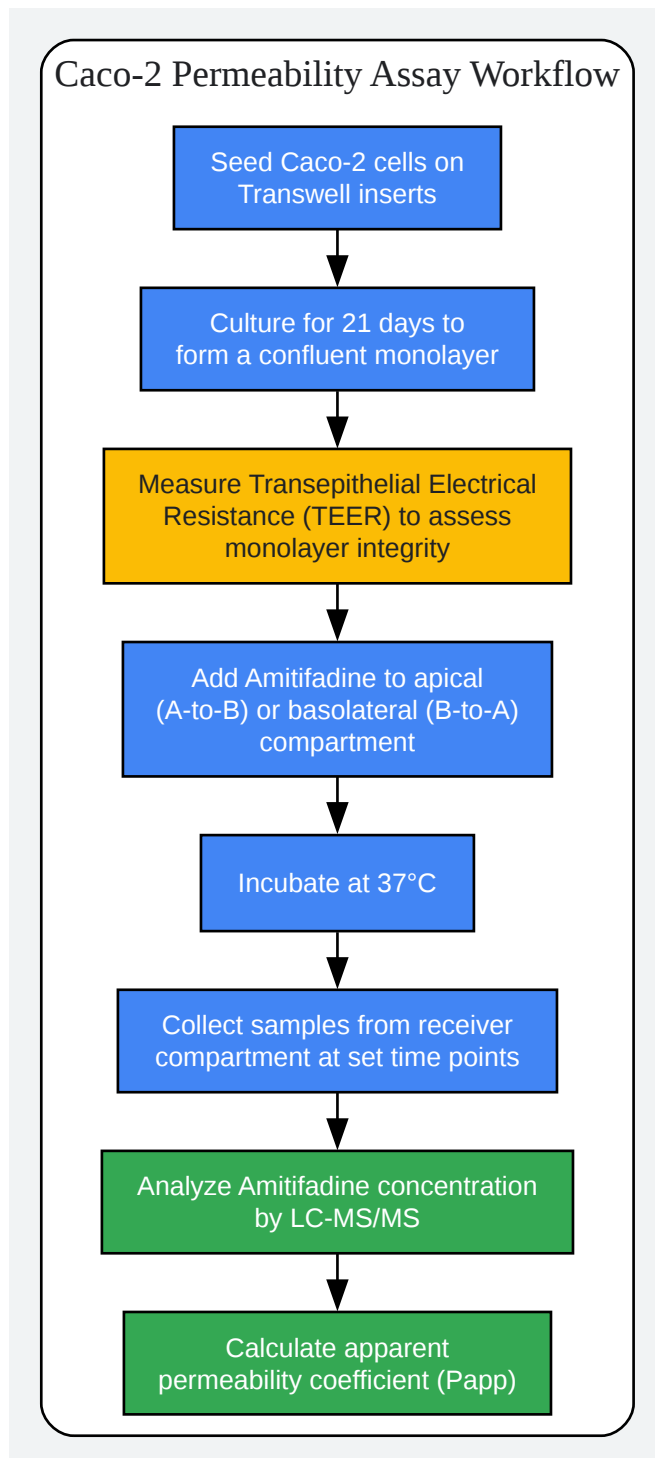 Caco-2 Permeability Assay Workflow
Seed Caco-2 cells on
Transwell inserts
Culture for 21 days to
form a confluent monolayer
Measure Transepithelial Electrical
Resistance (TEER) to assess
monolayer integrity
Add Amitifadine to apical
(A-to-B) or basolateral (B-to-A)
compartment
Incubate at 37°C
Collect samples from receiver
compartment at set time points
Analyze Amitifadine concentration
by LC-MS/MS
Calculate apparent
permeability coefficient (Papp)